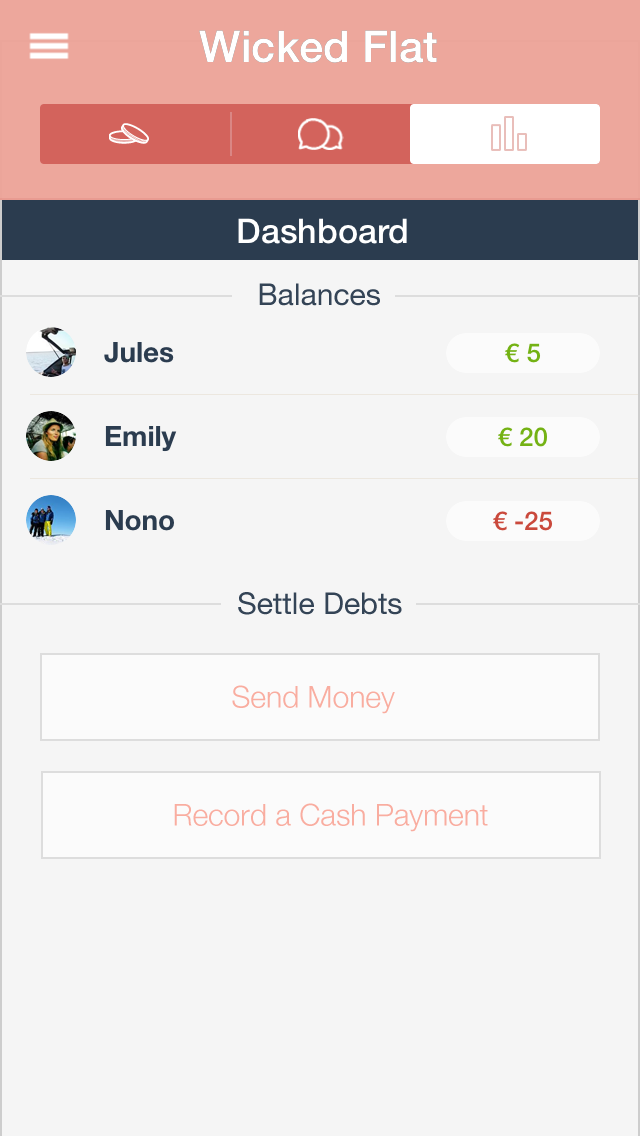 Wicked Flat
Dashboard
Balances
Jules
€ 5
Emily
€ 20
Nono
€ -25
Settle Debts
Send Money
Record a Cash Payment